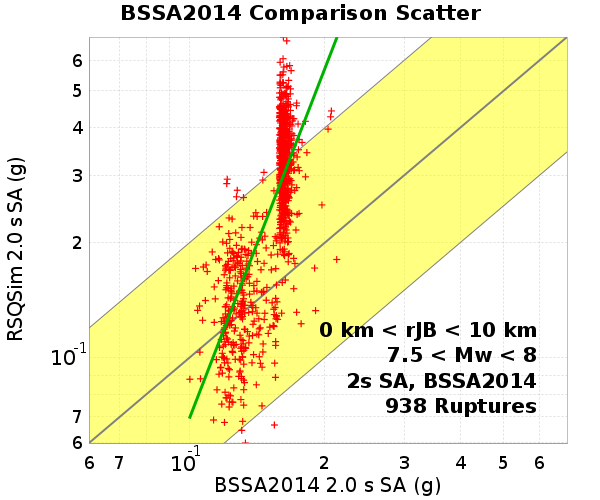 BSSA2014 Comparison Scatter
6
5
4
3
2
10-1
7
6
RSQSim 2.0 s SA (g)
0 km < rJB < 10 km
7.5 < Mw < 8
2s SA, BSSA2014
938 Ruptures
6 7 10-1 2 3 4 5 6
BSSA2014 2.0 s SA (g)